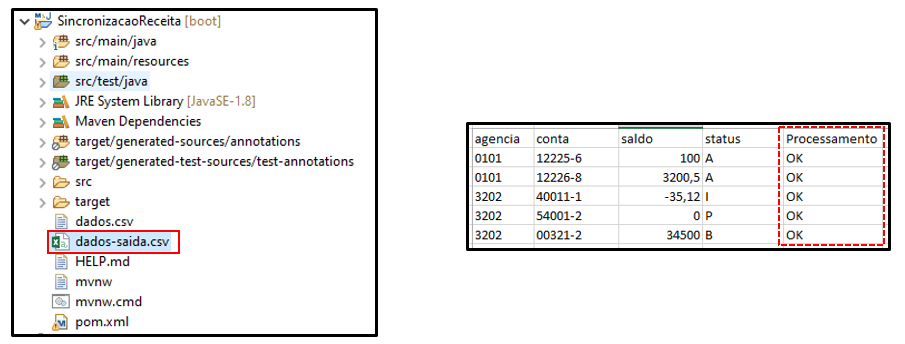 SincronizacaoReceita [boot]
src/main/java
src/main/resources
src/test/java
JRE System Library [JavaSE-1.8]
Maven Dependencies
target/generated-sources/annotations
target/generated-test-sources/test-annotations
src
target
dados.csv
dados-saida.csv
HELP.md
mvnw
mvnw.cmd
pom.xml
agencia conta saldo status Processamento
0101 12225-6 100 A OK
0101 12226-8 3200,5 A OK
3202 40011-1 -35,12 I OK
3202 54001-2 0 P OK
3202 00321-2 34500 B OK